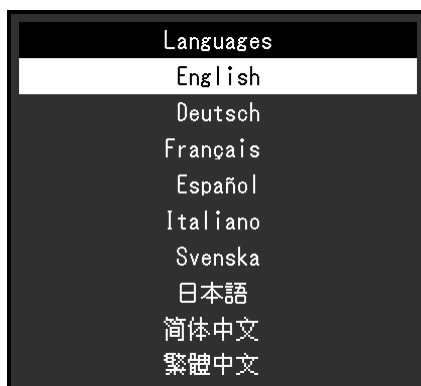 Languages
English
Deutsch
Français
Español
Italiano
Svenska
日本語
简体中文
繁體中文